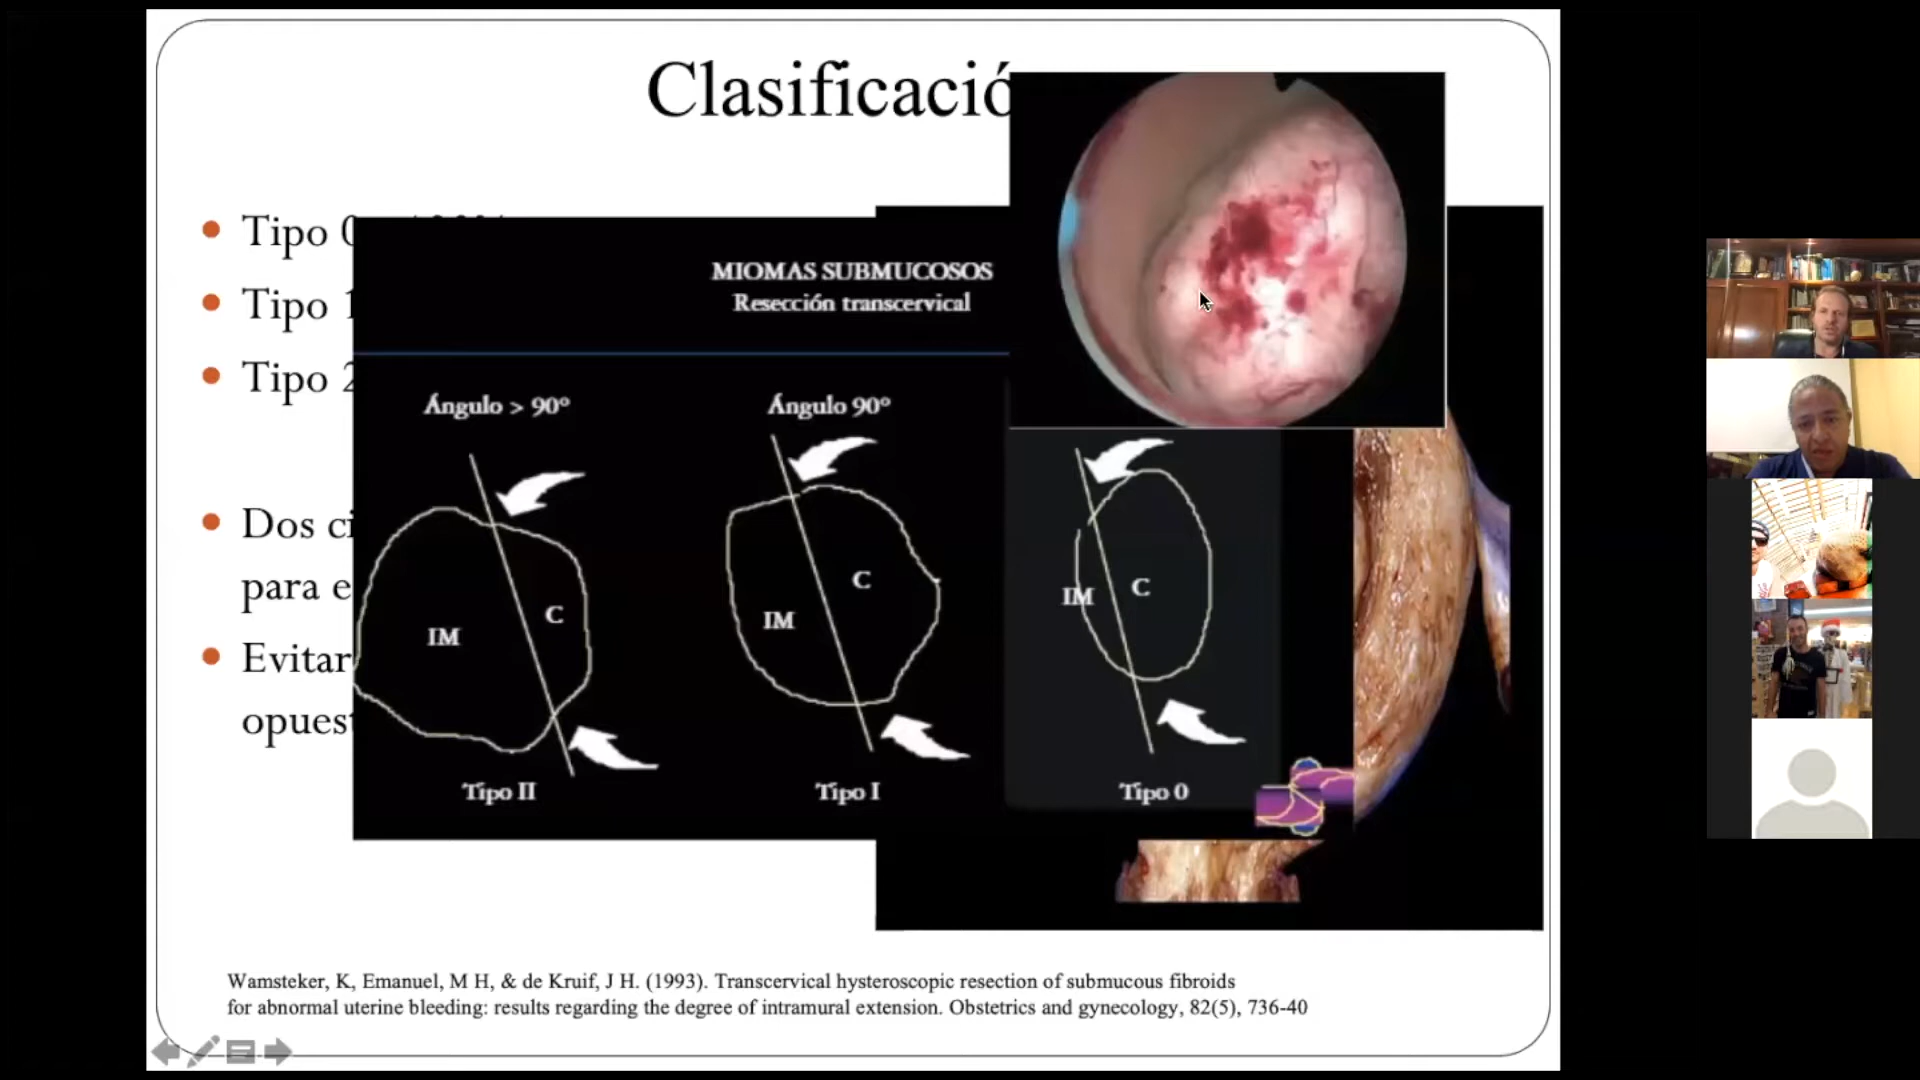 Clasificació
Tipo 0
Tipo 1
Tipo 2
Dos ci
para e
Evitar
opuest
MIOMAS SUBMUCOSOS
Resección transcervical
Ángulo > 90°
Ángulo 90°
IM
C
IM
C
IM
C
Tipo II
Tipo I
Tipo 0
Wamsteker, K, Emanuel, M H, & de Kruif, J H. (1993). Transcervical hysteroscopic resection of submucous fibroids
for abnormal uterine bleeding: results regarding the degree of intramural extension. Obstetrics and gynecology, 82(5), 736-40